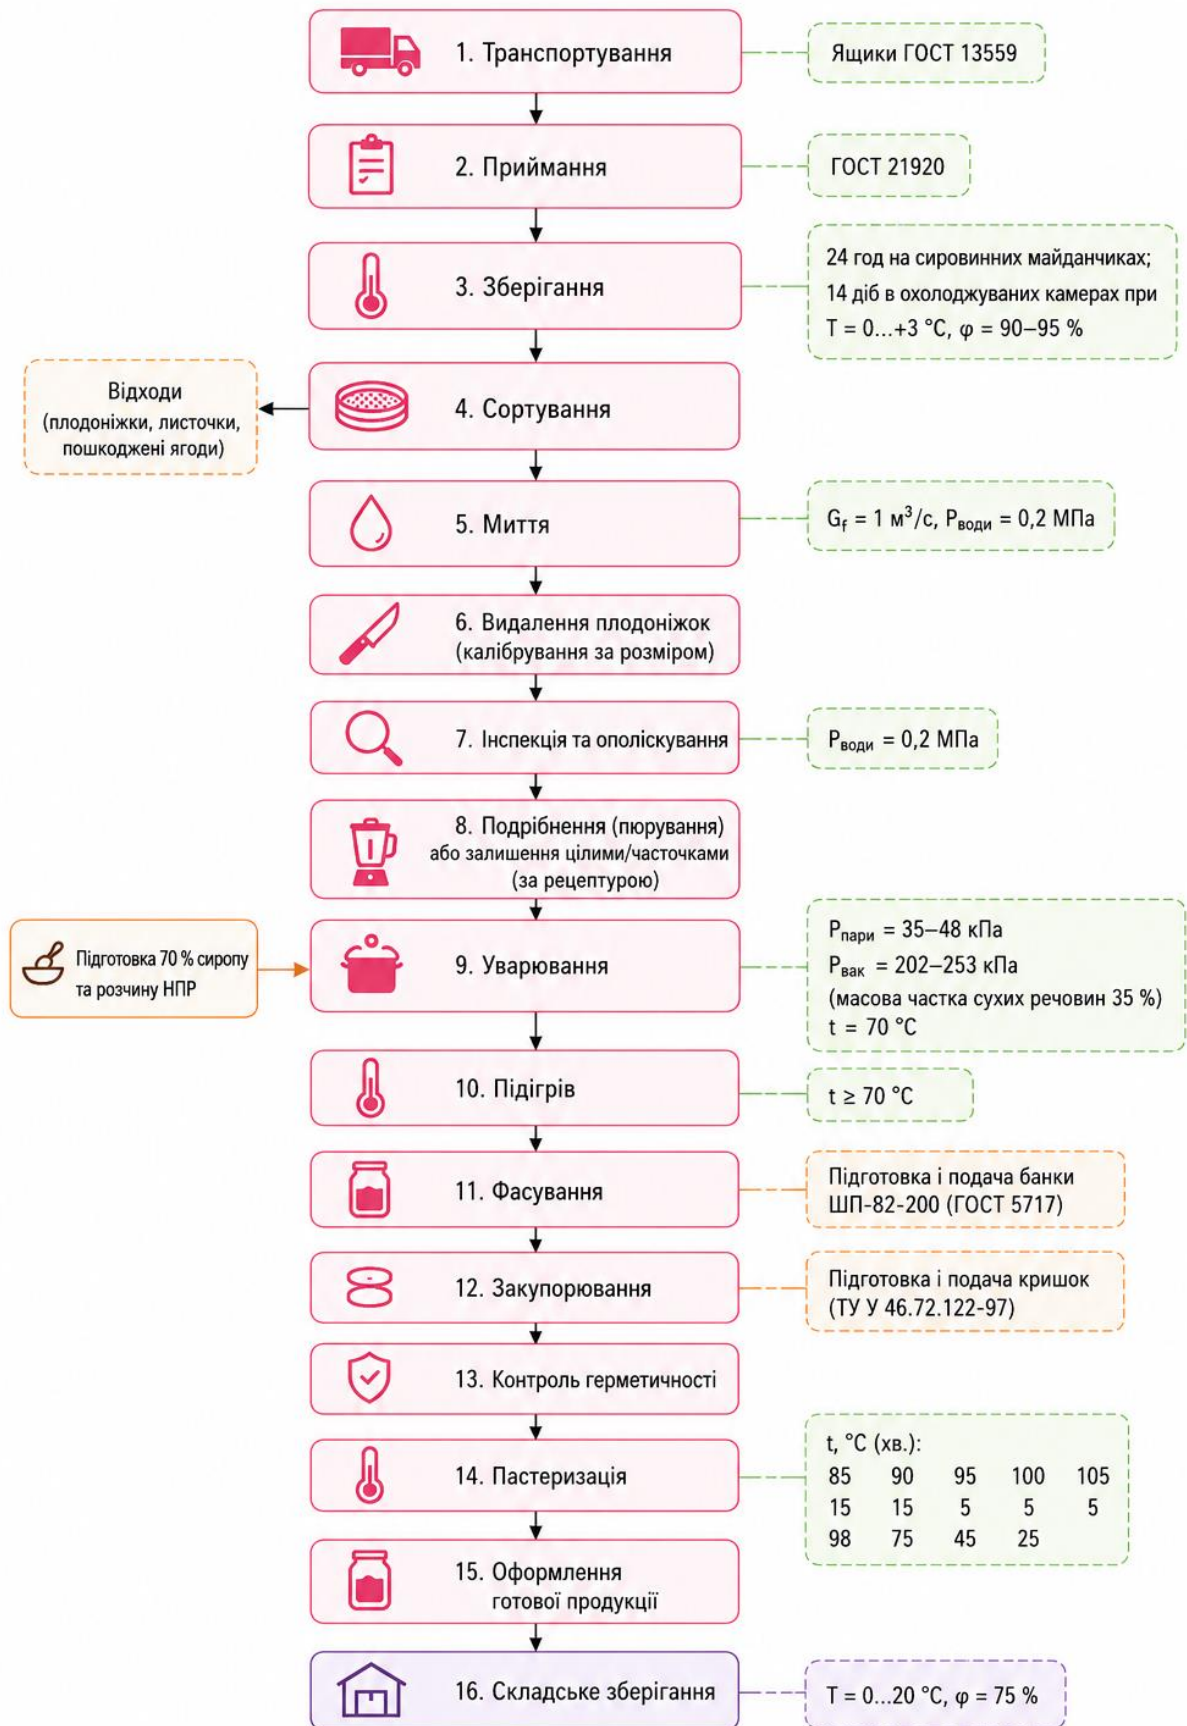 1. Транспортування
Ящики ГОСТ 13559
2. Приймання
ГОСТ 21920
3. Зберігання
24 год на сировинних майданчиках;
14 діб в охолоджуваних камерах при
T = 0...+3 °C, φ = 90–95 %
Відходи
(плодоніжки, листочки,
пошкоджені ягоди)
4. Сортування
5. Миття
G_f = 1 м³/с, P_води = 0,2 МПа
6. Видалення плодоніжок
(калібрування за розміром)
7. Інспекція та ополіскування
P_води = 0,2 МПа
8. Подрібнення (пюрування)
або залишення цілими/часточками
(за рецептурою)
Підготовка 70 % сиропу
та розчину НПР
9. Уварювання
P_пари = 35–48 кПа
P_вак = 202–253 кПа
(масова частка сухих речовин 35 %)
t = 70 °C
10. Підігрів
t ≥ 70 °C
11. Фасування
Підготовка і подача банки
ШП-82-200 (ГОСТ 5717)
12. Закупорювання
Підготовка і подача кришок
(ТУ У 46.72.122-97)
13. Контроль герметичності
14. Пастеризація
t, °C (хв.):
85 90 95 100 105
15 15 5 5 5
98 75 45 25
15. Оформлення
готової продукції
16. Складське зберігання
T = 0...20 °C, φ = 75 %